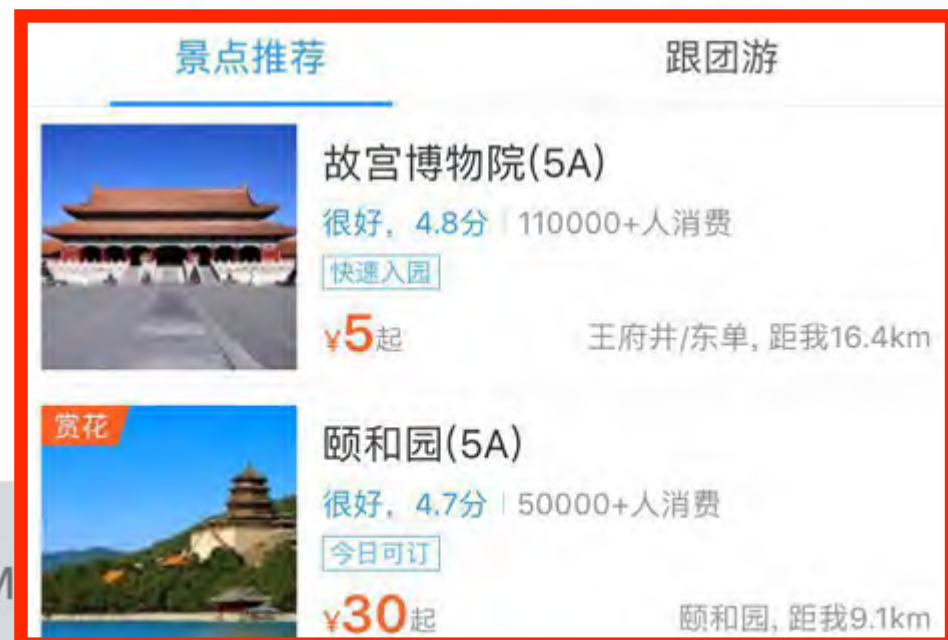 景点推荐 跟团游
故宫博物院(5A)
很好，4.8分 110000+人消费
快速入园
¥5起 王府井/东单, 距我16.4km
赏花
颐和园(5A)
很好，4.7分 50000+人消费
今日可订
¥30起 颐和园, 距我9.1km